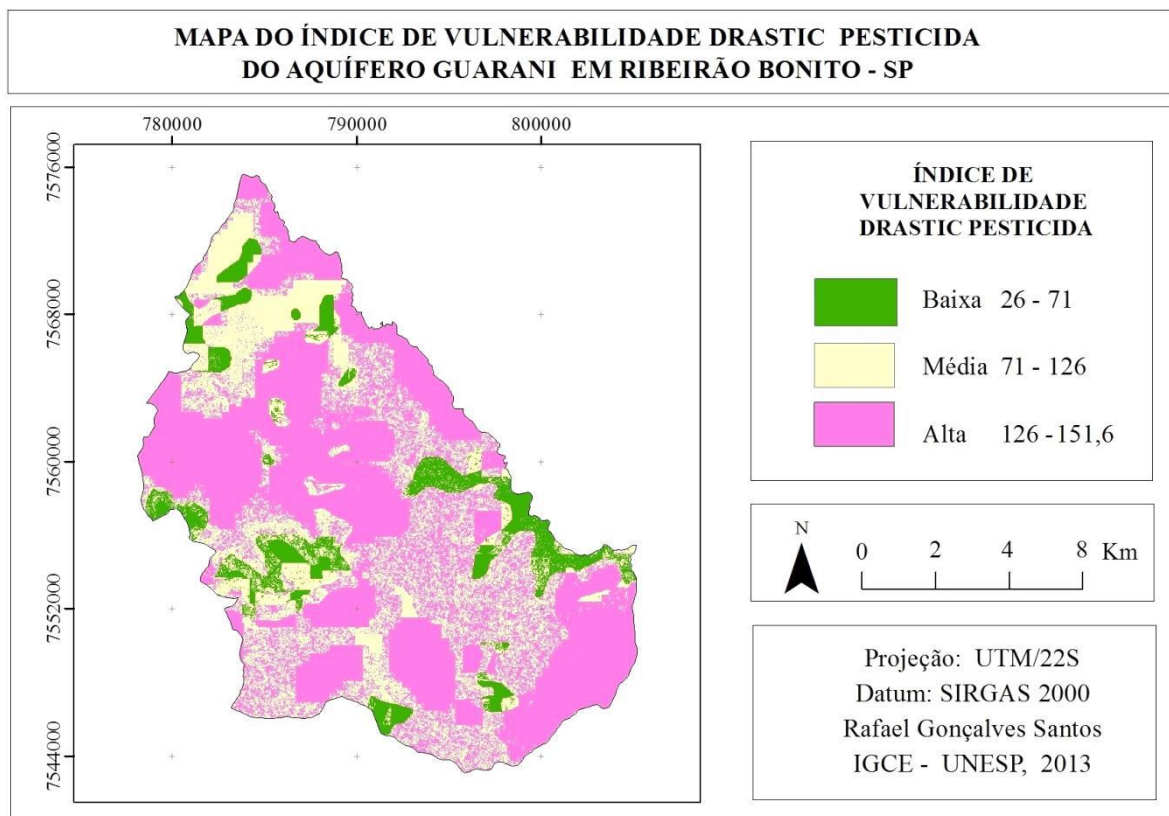 MAPA DO ÍNDICE DE VULNERABILIDADE DRASTIC PESTICIDA
DO AQUÍFERO GUARANI EM RIBEIRÃO BONITO - SP
780000 790000 800000
7576000
7568000
7560000
7552000
7544000
ÍNDICE DE
VULNERABILIDADE
DRASTIC PESTICIDA
Baixa 26 - 71
Média 71 - 126
Alta 126 -151,6
N
0 2 4 8 Km
Projeção: UTM/22S
Datum: SIRGAS 2000
Rafael Gonçalves Santos
IGCE - UNESP, 2013